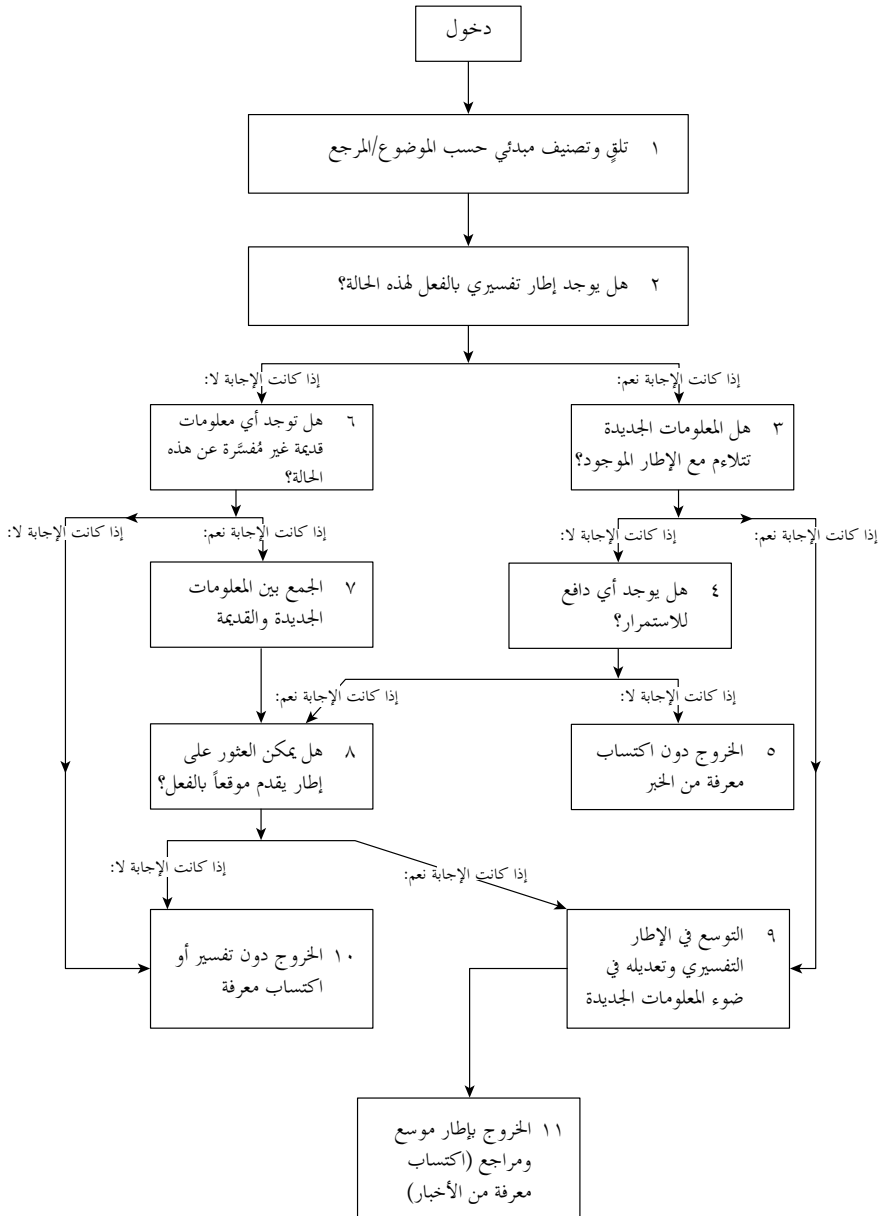 دخول
١ تلقٍ وتصنيف مبدئي حسب الموضوع/المرجع
٢ هل يوجد إطار تفسيري بالفعل لهذه الحالة؟
إذا كانت الإجابة نعم:
إذا كانت الإجابة لا:
٣ هل المعلومات الجديدة
تتلاءم مع الإطار الموجود؟
٦ هل توجد أي معلومات
قديمة غير مُفسَّرة عن هذه
الحالة؟
إذا كانت الإجابة نعم:
إذا كانت الإجابة لا:
إذا كانت الإجابة نعم:
إذا كانت الإجابة لا:
٤ هل يوجد أي دافع
للاستمرار؟
٧ الجمع بين المعلومات
الجديدة والقديمة
إذا كانت الإجابة لا:
إذا كانت الإجابة نعم:
٥ الخروج دون اكتساب
معرفة من الخبر
٨ هل يمكن العثور على
إطار يقدم موقعاً بالفعل؟
إذا كانت الإجابة نعم:
إذا كانت الإجابة لا:
٩ التوسع في الإطار
التفسيري وتعديله في
ضوء المعلومات الجديدة
١٠ الخروج دون تفسير أو
اكتساب معرفة
١١ الخروج بإطار موسع
ومراجع (اكتساب
معرفة من الأخبار)